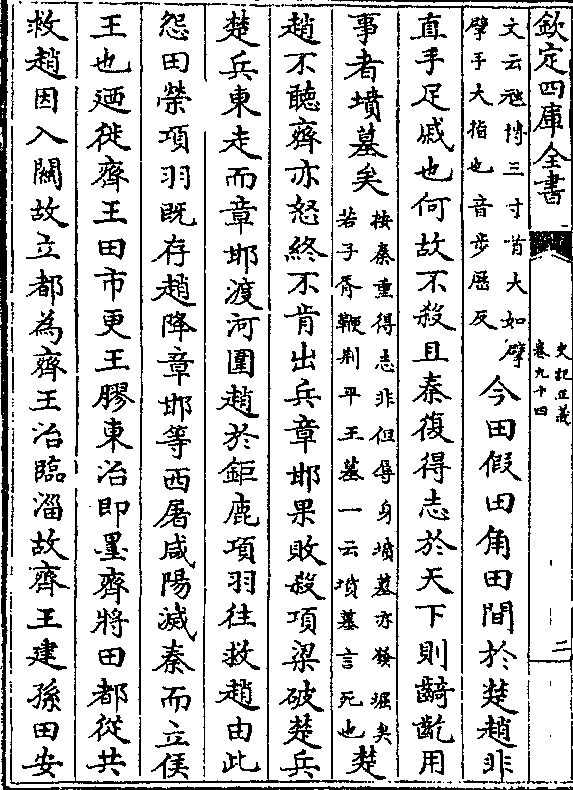 欽定四庫全書
史記正義
卷九十四
二
文云虺博三寸首大如擘
擘手大指也音步歷反
今田假田角田間於楚趙非
直手足戚也何故不殺且秦復得志於天下則齮齕用
事者墳墓矣
按秦重得志非但辱身墳墓亦發掘矣
若子胥鞭荆平王墓一云墳墓言死也
楚
趙不聽齊亦怒終不肯出兵章邯果敗殺項梁破楚兵
楚兵東走而章邯渡河圍趙於鉅鹿項羽往救趙由此
怨田榮項羽既存趙降章邯等西屠咸陽滅秦而立侯
王也廼徙齊王田市更王膠東治即墨齊將田都從共
救趙因入關故立都為齊王治臨淄故齊王建孫田安